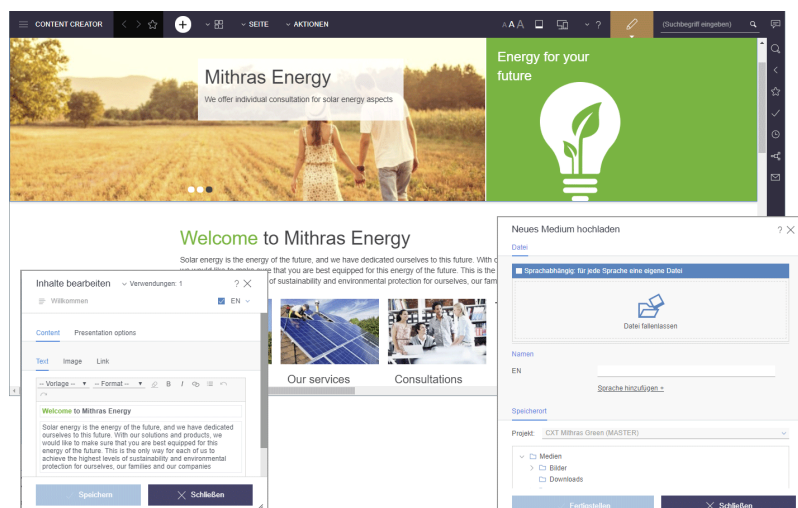 CONTENT CREATOR
SEITE
AKTIONEN
A A A
?
(Suchbegriff eingeben)
Mithras Energy
We offer individual consultation for solar energy aspects
Energy for your
future
Welcome to Mithras Energy
Solar energy is the energy of the future, and we have dedicated ourselves to this future. With
we would like to make sure that you are best equipped for this energy of the future. This is the
of sustainability and environmental protection for ourselves, our fam
Our services
Consultations
Inhalte bearbeiten
Verwendungen: 1
?
Willkommen
EN
Content
Presentation options
Text
Image
Link
-- Vorlage --
-- Format --
B
I
Welcome to Mithras Energy
Solar energy is the energy of the future, and we have dedicated
ourselves to this future. With our solutions and products, we
would like to make sure that you are best equipped for this
energy of the future. This is the only way for each of us to
achieve the highest levels of sustainability and environmental
protection for ourselves, our families and our companies
Speichern
Schließen
Neues Medium hochladen
?
Datei
Sprachabhängig: für jede Sprache eine eigene Datei
Datei fallenlassen
Namen
EN
Sprache hinzufügen
Speicherort
Projekt:
CXT Mithras Green (MASTER)
Medien
Bilder
Downloads
Fertigstellen
Schließen